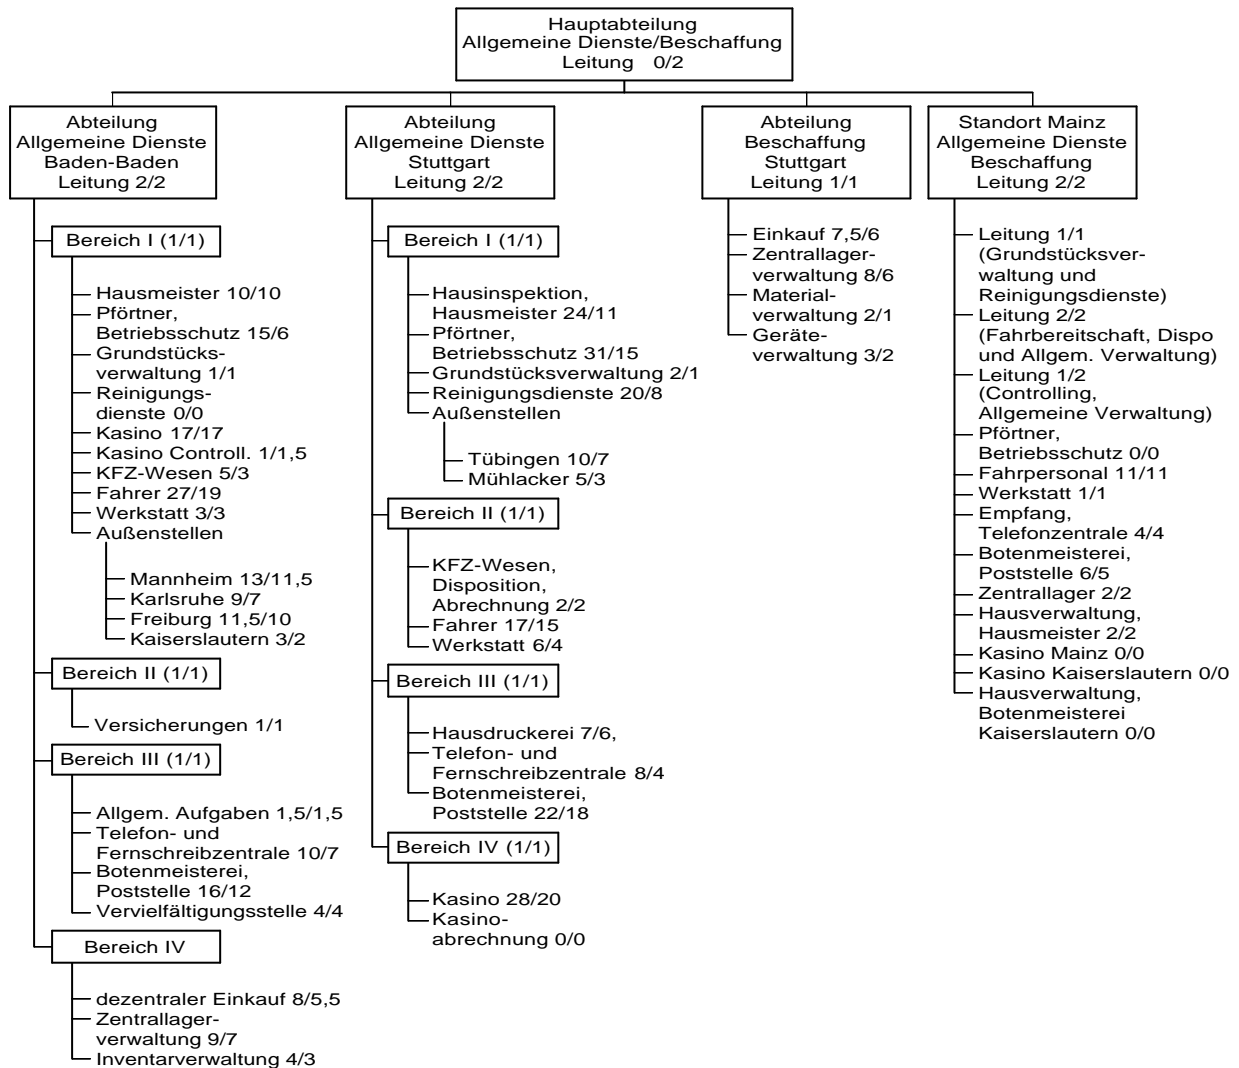 Hauptabteilung
Allgemeine Dienste/Beschaffung
Leitung 0/2
Abteilung
Allgemeine Dienste
Baden-Baden
Leitung 2/2
Bereich I (1/1)
Hausmeister 10/10
Pförtner,
Betriebsschutz 15/6
Grundstücks-
verwaltung 1/1
Reinigungs-
dienste 0/0
Kasino 17/17
Kasino Controll. 1/1,5
KFZ-Wesen 5/3
Fahrer 27/19
Werkstatt 3/3
Außenstellen
Mannheim 13/11,5
Karlsruhe 9/7
Freiburg 11,5/10
Kaiserslautern 3/2
Bereich II (1/1)
Versicherungen 1/1
Bereich III (1/1)
Allgem. Aufgaben 1,5/1,5
Telefon- und
Fernschreibzentrale 10/7
Botenmeisterei,
Poststelle 16/12
Vervielfältigungsstelle 4/4
Bereich IV
dezentraler Einkauf 8/5,5
Zentrallager-
verwaltung 9/7
Inventarverwaltung 4/3
Abteilung
Allgemeine Dienste
Stuttgart
Leitung 2/2
Bereich I (1/1)
Hausinspektion,
Hausmeister 24/11
Pförtner,
Betriebsschutz 31/15
Grundstücksverwaltung 2/1
Reinigungsdienste 20/8
Außenstellen
Tübingen 10/7
Mühlacker 5/3
Bereich II (1/1)
KFZ-Wesen,
Disposition,
Abrechnung 2/2
Fahrer 17/15
Werkstatt 6/4
Bereich III (1/1)
Hausdruckerei 7/6,
Telefon- und
Fernschreibzentrale 8/4
Botenmeisterei,
Poststelle 22/18
Bereich IV (1/1)
Kasino 28/20
Kasino-
abrechnung 0/0
Abteilung
Beschaffung
Stuttgart
Leitung 1/1
Einkauf 7,5/6
Zentrallager-
verwaltung 8/6
Material-
verwaltung 2/1
Geräte-
verwaltung 3/2
Standort Mainz
Allgemeine Dienste
Beschaffung
Leitung 2/2
Leitung 1/1
(Grundstücksver-
waltung und
Reinigungsdienste)
Leitung 2/2
(Fahrbereitschaft, Dispo
und Allgem. Verwaltung)
Leitung 1/2
(Controlling,
Allgemeine Verwaltung)
Pförtner,
Betriebsschutz 0/0
Fahrpersonal 11/11
Werkstatt 1/1
Empfang,
Telefonzentrale 4/4
Botenmeisterei,
Poststelle 6/5
Zentrallager 2/2
Hausverwaltung,
Hausmeister 2/2
Kasino Mainz 0/0
Kasino Kaiserslautern 0/0
Hausverwaltung,
Botenmeisterei
Kaiserslautern 0/0